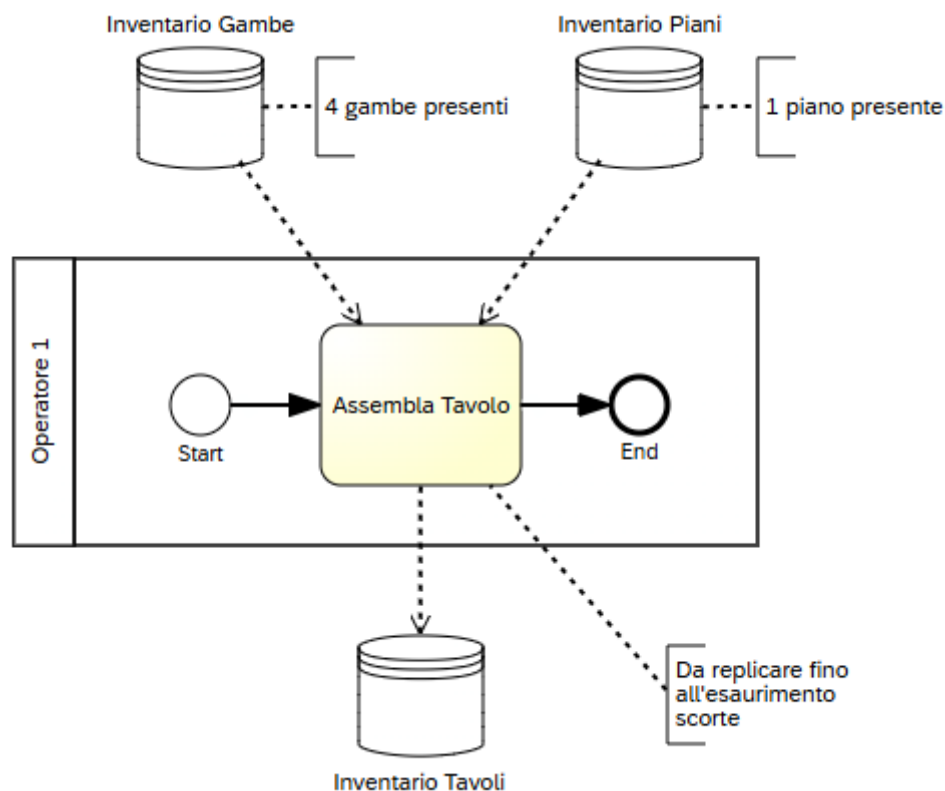 Inventario Gambe
Inventario Piani
4 gambe presenti
1 piano presente
Operatore 1
Assembla Tavolo
Start
End
Da replicare fino
all'esaurimento
scorte
Inventario Tavoli